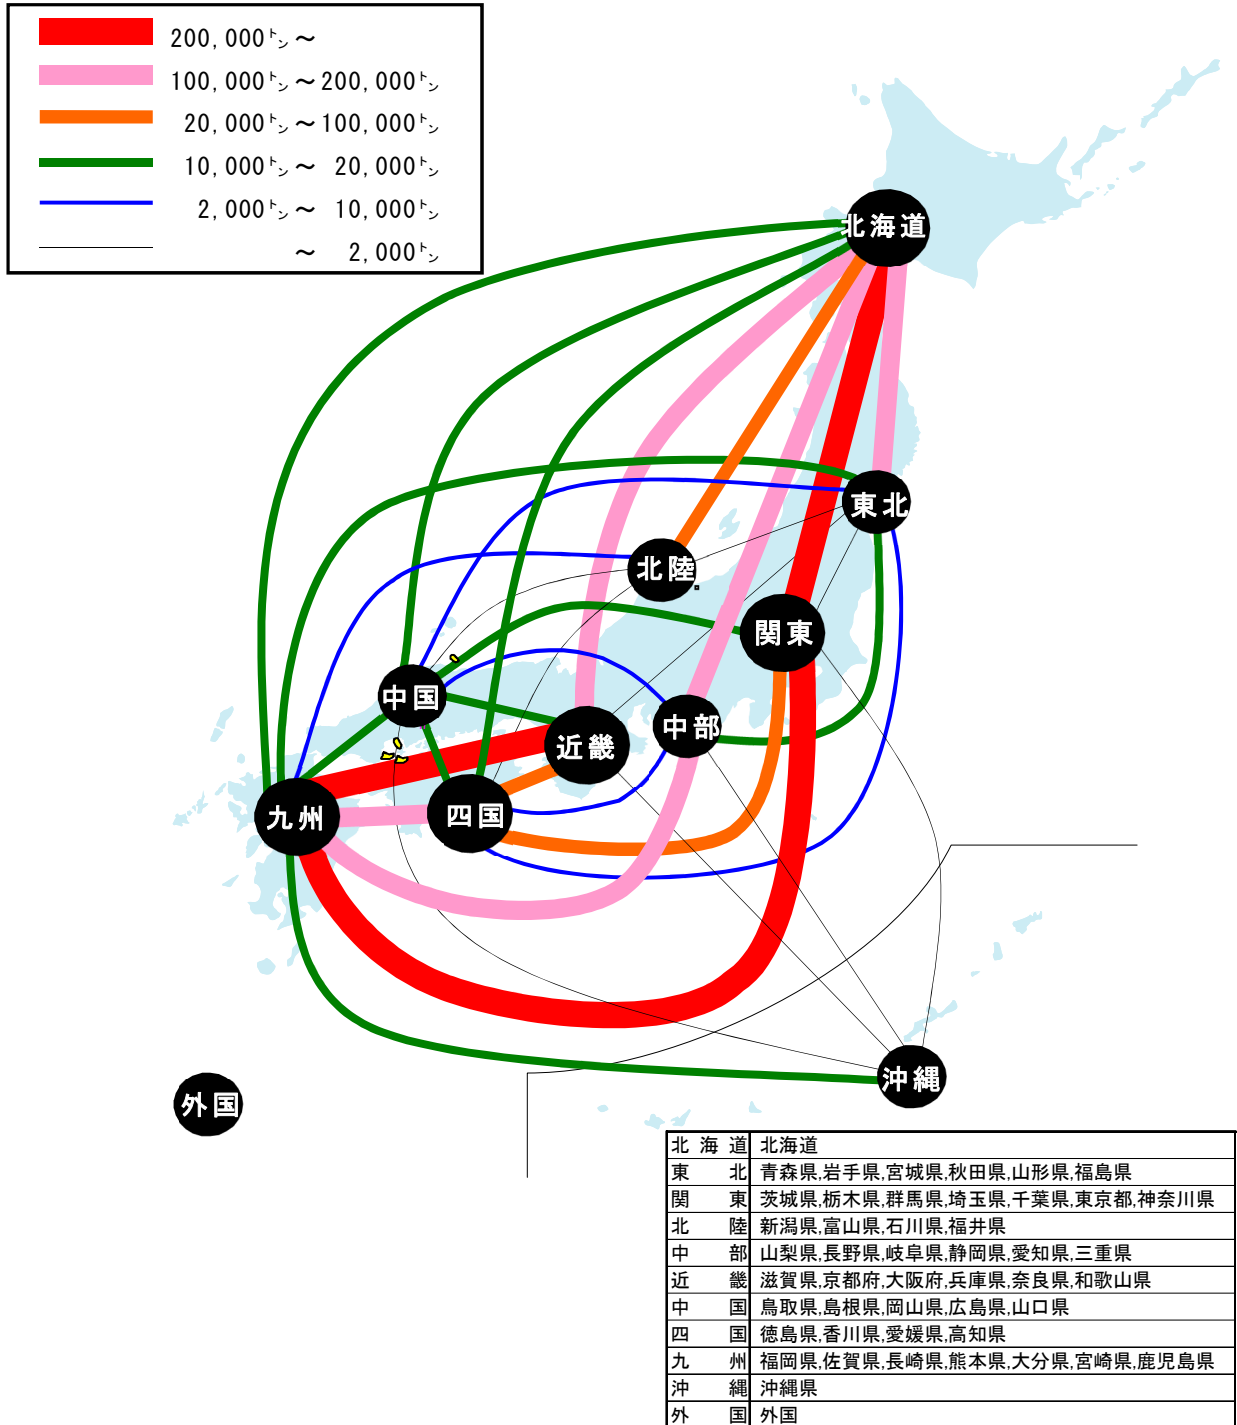 200,000トン～
100,000トン～200,000トン
20,000トン～100,000トン
10,000トン～ 20,000トン
2,000トン～ 10,000トン
～ 2,000トン
北海道
東北
北陸
関東
中国
中部
近畿
四国
九州
沖縄
外国
北海道 北海道
東北 青森県,岩手県,宮城県,秋田県,山形県,福島県
関東 茨城県,栃木県,群馬県,埼玉県,千葉県,東京都,神奈川県
北陸 新潟県,富山県,石川県,福井県
中部 山梨県,長野県,岐阜県,静岡県,愛知県,三重県
近畿 滋賀県,京都府,大阪府,兵庫県,奈良県,和歌山県
中国 鳥取県,島根県,岡山県,広島県,山口県
四国 徳島県,香川県,愛媛県,高知県
九州 福岡県,佐賀県,長崎県,熊本県,大分県,宮崎県,鹿児島県
沖縄 沖縄県
外国 外国